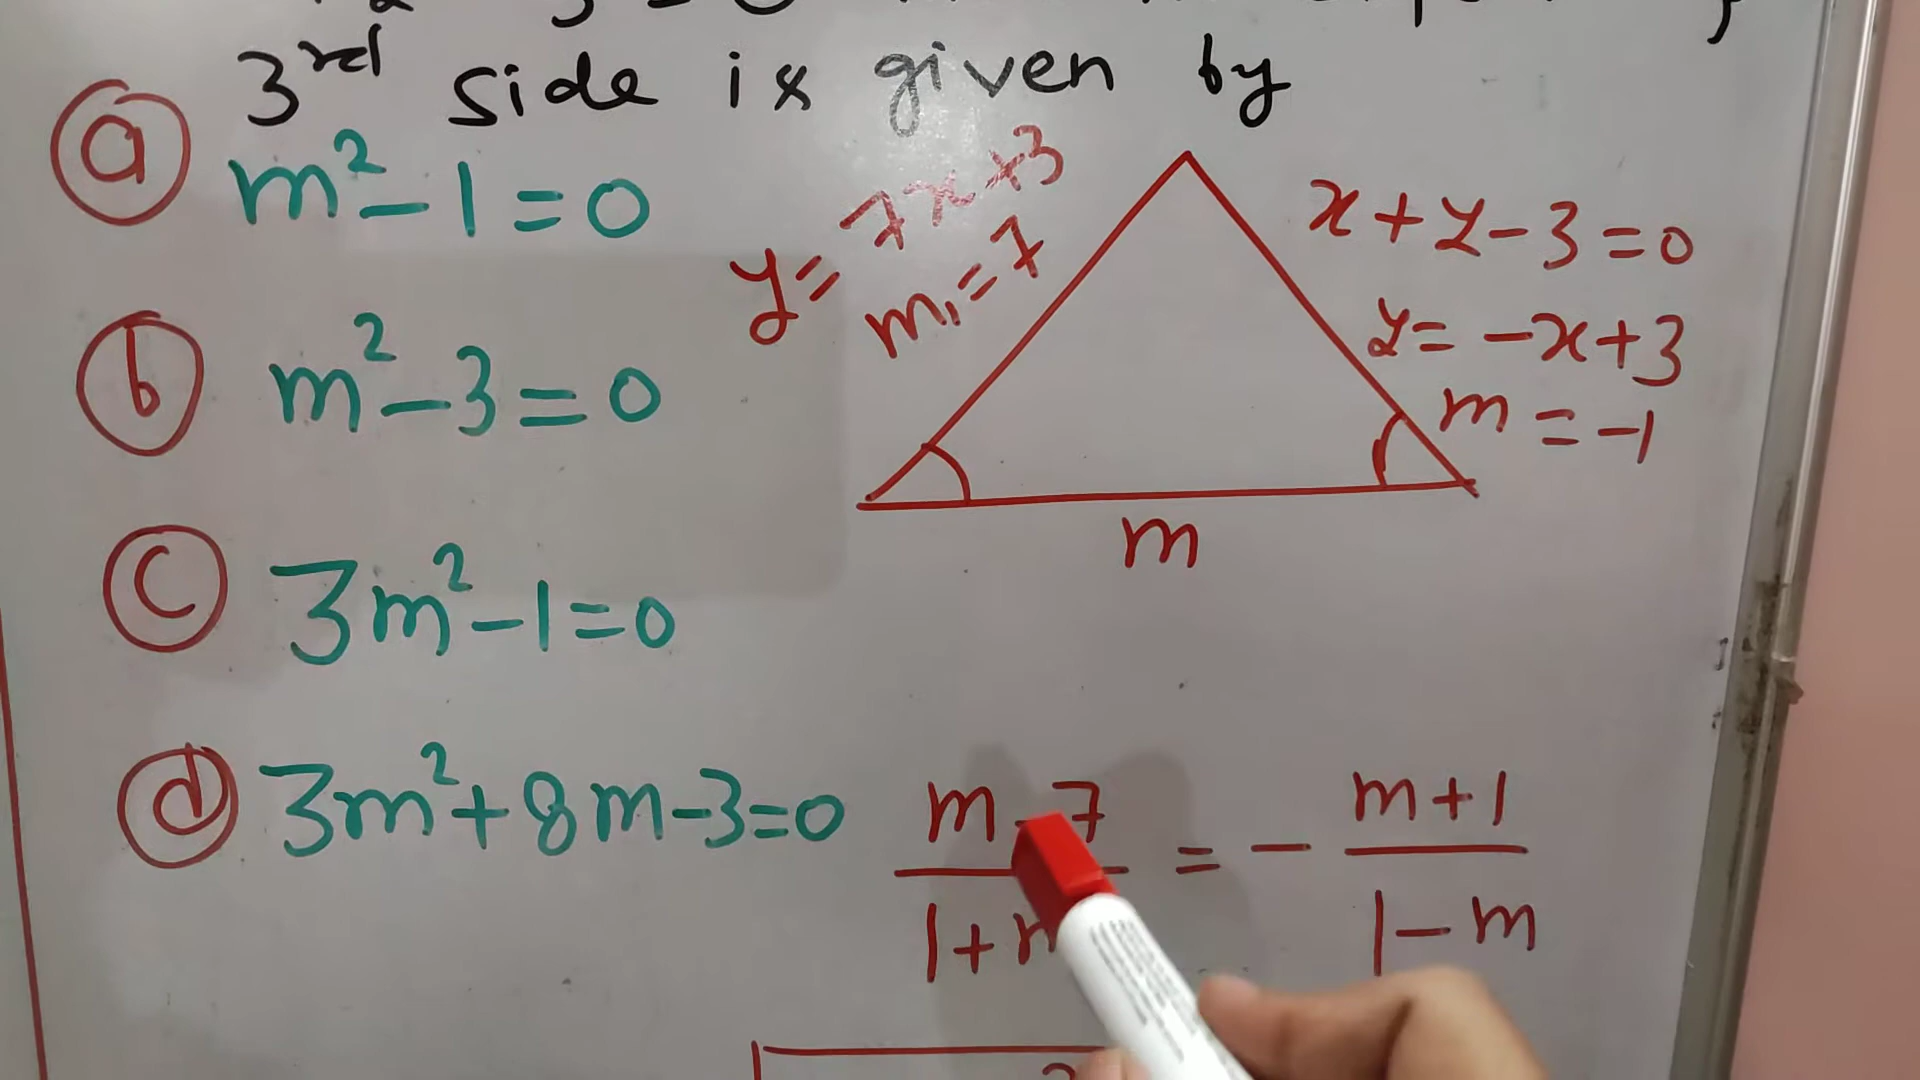 3rd side is given by
ⓐ m² - 1 = 0
y = 7x+3
m₁ = 7
x + y - 3 = 0
y = -x + 3
m = -1
ⓑ m² - 3 = 0
m
ⓒ 3m² - 1 = 0
ⓓ 3m² + 8m - 3 = 0
m - 7 = - m + 1
1 + 1 - m